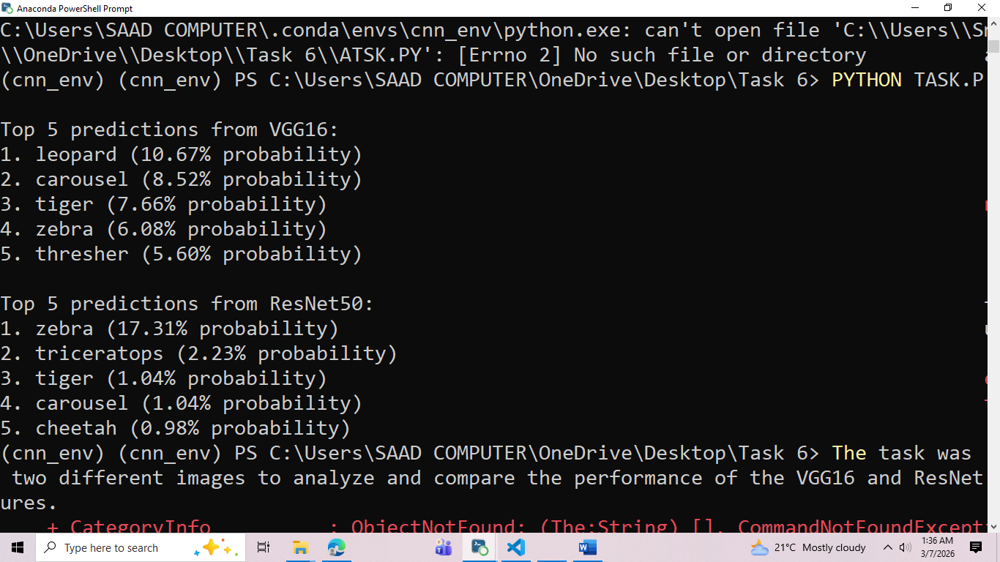 Anaconda PowerShell Prompt
C:\Users\SAAD COMPUTER\.conda\envs\cnn_env\python.exe: can't open file 'C:\\Users\\
\\OneDrive\\Desktop\\Task 6\\ATSK.PY': [Errno 2] No such file or directory
(cnn_env) (cnn_env) PS C:\Users\SAAD COMPUTER\OneDrive\Desktop\Task 6> PYTHON TASK.P
Top 5 predictions from VGG16:
1. leopard (10.67% probability)
2. carousel (8.52% probability)
3. tiger (7.66% probability)
4. zebra (6.08% probability)
5. thresher (5.60% probability)
Top 5 predictions from ResNet50:
1. zebra (17.31% probability)
2. triceratops (2.23% probability)
3. tiger (1.04% probability)
4. carousel (1.04% probability)
5. cheetah (0.98% probability)
(cnn_env) (cnn_env) PS C:\Users\SAAD COMPUTER\OneDrive\Desktop\Task 6> The task was
two different images to analyze and compare the performance of the VGG16 and ResNet
ures.
+ CategoryInfo : ObjectNotFound: (The:String) [], CommandNotFoundExcept
Type here to search
21°C Mostly cloudy
1:36 AM
3/7/2026